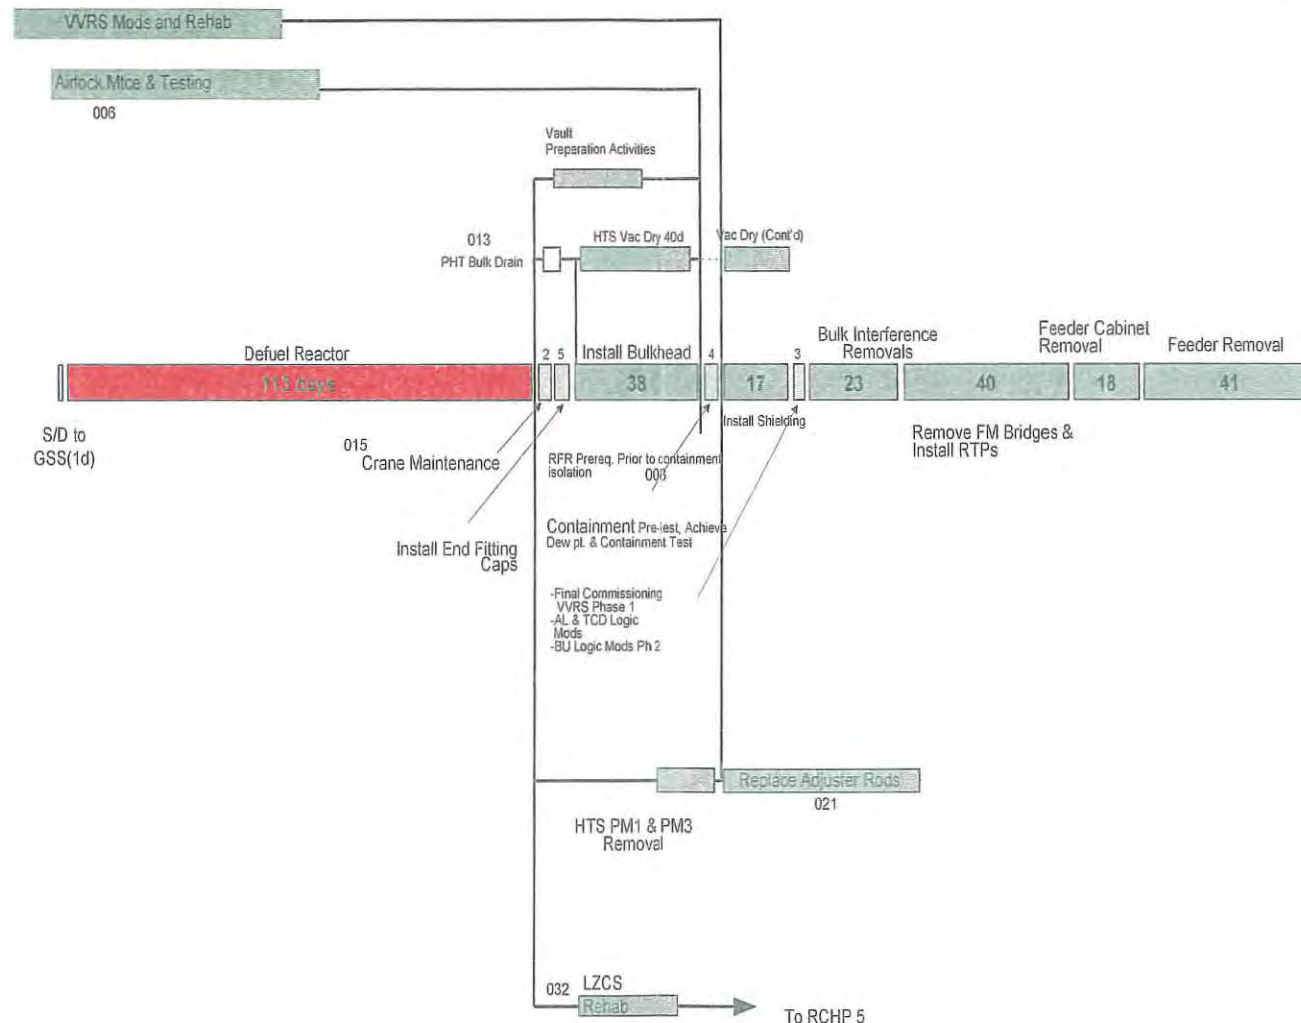 VVRS Mods and Rehab
Airlock Mtce & Testing
006
Vault
Preparation Activities
013
PHT Bulk Drain
HTS Vac Dry 40d
Vac Dry (Cont'd)
Defuel Reactor
2
5
Install Bulkhead
4
3
Bulk Interference
Removals
Feeder Cabinet
Removal
Feeder Removal
days
38
17
23
40
18
41
S/D to
GSS(1d)
015
Crane Maintenance
Install Shielding
Remove FM Bridges &
Install RTPs
RFR Prereq. Prior to containment
isolation
Install End Fitting
Caps
Containment Pre-test, Achieve
Dew pt. & Containment Test
-Final Commissioning
VVRS Phase 1
-AL & TCD Logic
Mods
-BU Logic Mods Ph 2
Replace Adjuster Rods
021
HTS PM1 & PM3
Removal
032
LZCS
Rehab
To RCHP 5